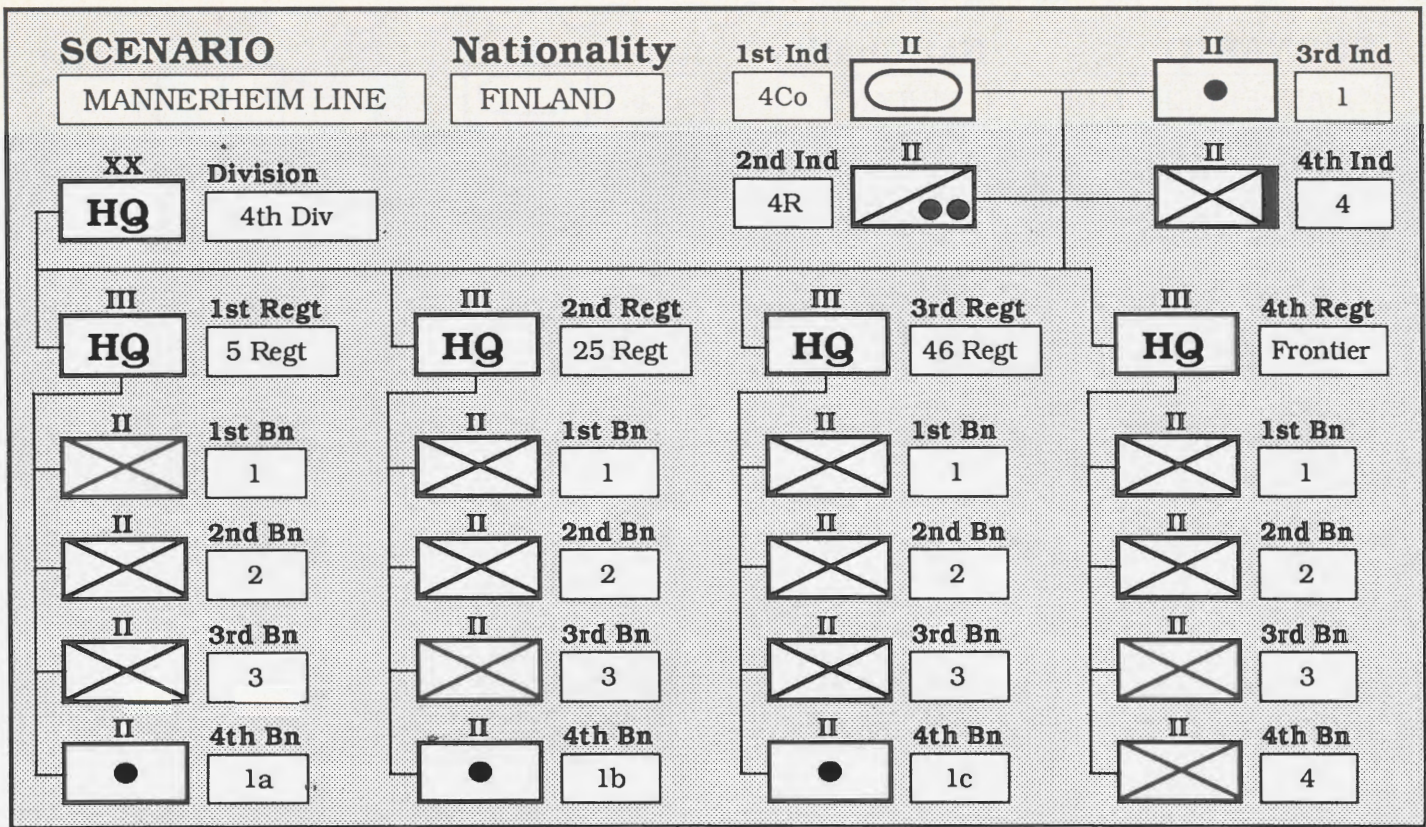 SCENARIO Nationality
MANNERHEIM LINE FINLAND
1st Ind II II 3rd Ind
4Co 1
XX Division
HQ 4th Div
2nd Ind II II 4th Ind
4R 4
III 1st Regt III 2nd Regt III 3rd Regt III 4th Regt
HQ 5 Regt HQ 25 Regt HQ 46 Regt HQ Frontier
II 1st Bn II 1st Bn II 1st Bn II 1st Bn
1 1 1 1
II 2nd Bn II 2nd Bn II 2nd Bn II 2nd Bn
2 2 2 2
II 3rd Bn II 3rd Bn II 3rd Bn II 3rd Bn
3 3 3 3
II 4th Bn II 4th Bn II 4th Bn II 4th Bn
1a 1b 1c 4